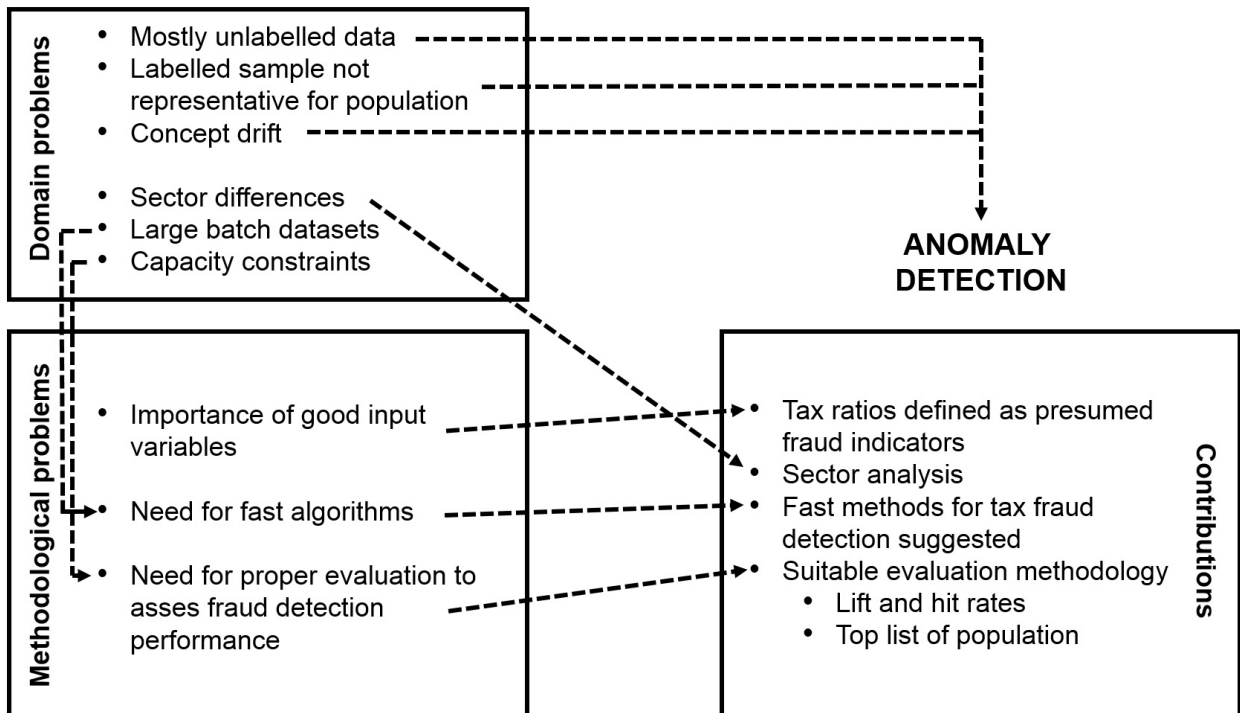 Domain problems
• Mostly unlabelled data
• Labelled sample not
representative for population
• Concept drift
• Sector differences
• Large batch datasets
• Capacity constraints
ANOMALY
DETECTION
Methodological problems
• Importance of good input
variables
• Need for fast algorithms
• Need for proper evaluation to
asses fraud detection
performance
• Tax ratios defined as presumed
fraud indicators
• Sector analysis
• Fast methods for tax fraud
detection suggested
• Suitable evaluation methodology
• Lift and hit rates
• Top list of population
Contributions